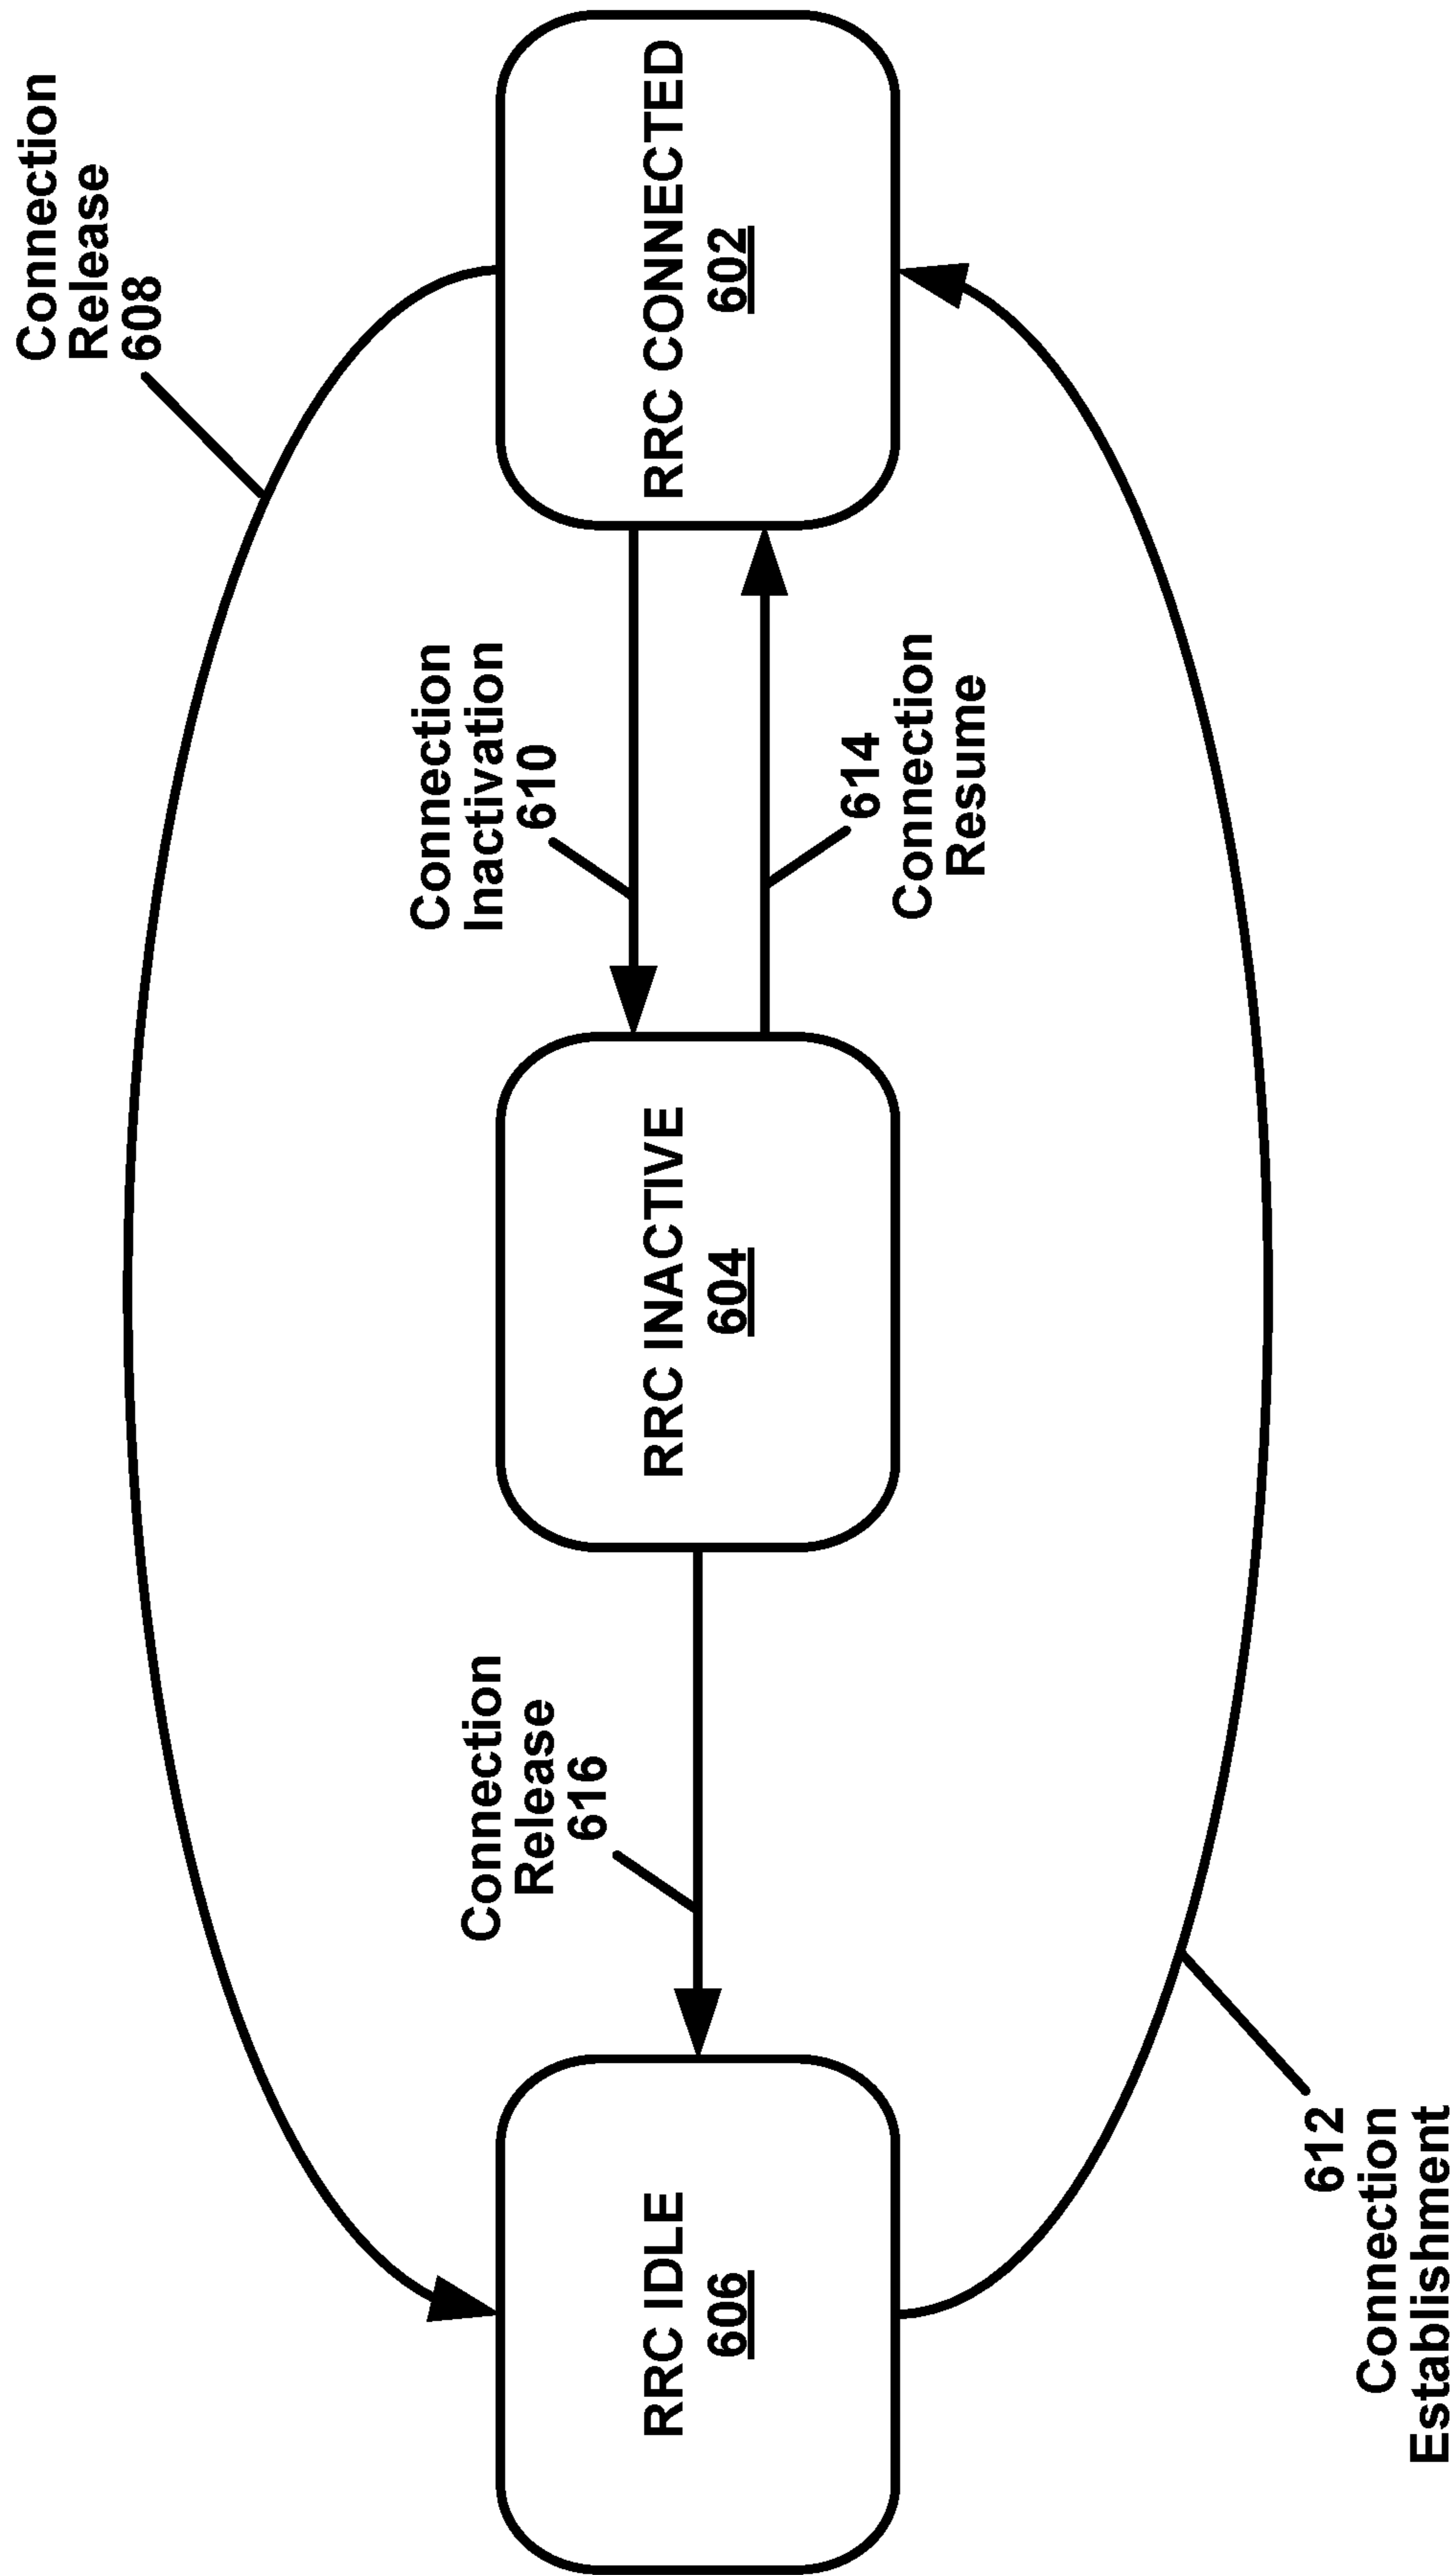 Connection
Release
608
Connection
Inactivation
610
Connection
Release
616
RRC IDLE
606
RRC INACTIVE
604
RRC CONNECTED
602
614
Connection
Resume
612
Connection
Establishment